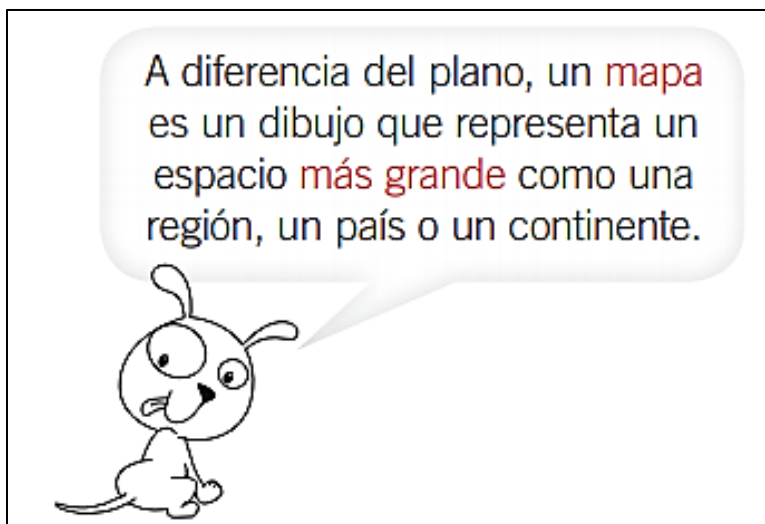 A diferencia del plano, un mapa
es un dibujo que representa un
espacio más grande como una
región, un país o un continente.